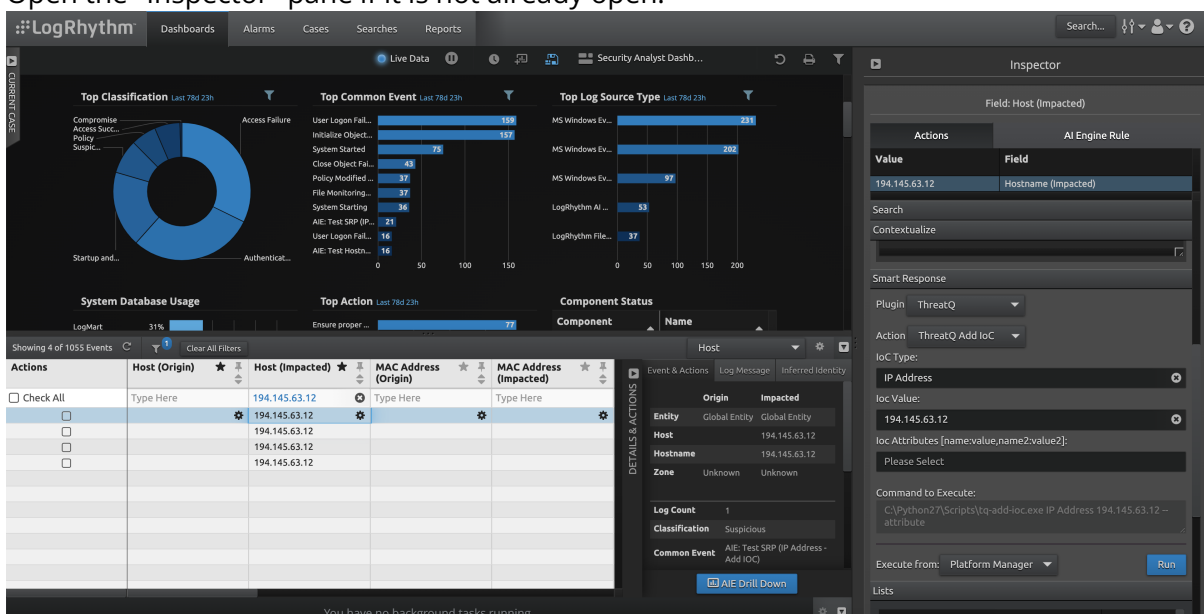 Open the "Inspector" pane if it is not already open.
LogRhythm
Dashboards
Alarms
Cases
Searches
Reports
Search...
CURRENT CASE
Live Data
Security Analyst Dashb...
Top Classification Last 78d 23h
Compromise
Access Succ...
Policy
Suspic...
Access Failure
Startup and...
Authenticat...
Top Common Event Last 78d 23h
User Logon Fail... 159
Initialize Object... 157
System Started 75
Close Object Fai... 43
Policy Modified ... 37
File Monitoring... 37
System Starting 36
AIE: Test SRP (IP... 21
User Logon Fail... 16
AIE: Test Hostn... 16
0 50 100 150
Top Log Source Type Last 78d 23h
MS Windows Ev... 231
MS Windows Ev... 202
MS Windows Ev... 97
LogRhythm AI ... 53
LogRhythm File... 37
0 50 100 150 200
System Database Usage
LogMart 31%
Top Action Last 78d 23h
Ensure proper ... 77
Component Status
Component Name
Showing 4 of 1055 Events
1
Clear All Filters
Host
Actions
Host (Origin)
Host (Impacted)
MAC Address (Origin)
MAC Address (Impacted)
Check All
Type Here
194.145.63.12
Type Here
Type Here
194.145.63.12
194.145.63.12
194.145.63.12
194.145.63.12
DETAILS & ACTIONS
Event & Actions
Log Message
Inferred Identity
Origin Impacted
Entity Global Entity Global Entity
Host 194.145.63.12
Hostname 194.145.63.12
Zone Unknown Unknown
Log Count 1
Classification Suspicious
Common Event AIE: Test SRP (IP Address -
Add IOC)
AIE Drill Down
You have no background tasks running
Inspector
Field: Host (Impacted)
Actions
AI Engine Rule
Value Field
194.145.63.12 Hostname (Impacted)
Search
Contextualize
Smart Response
Plugin ThreatQ
Action ThreatQ Add IoC
IoC Type:
IP Address
Ioc Value:
194.145.63.12
Ioc Attributes [name:value,name2:value2]:
Please Select
Command to Execute:
C:\Python27\Scripts\tq-add-ioc.exe IP Address 194.145.63.12 --
attribute
Execute from: Platform Manager
Run
Lists